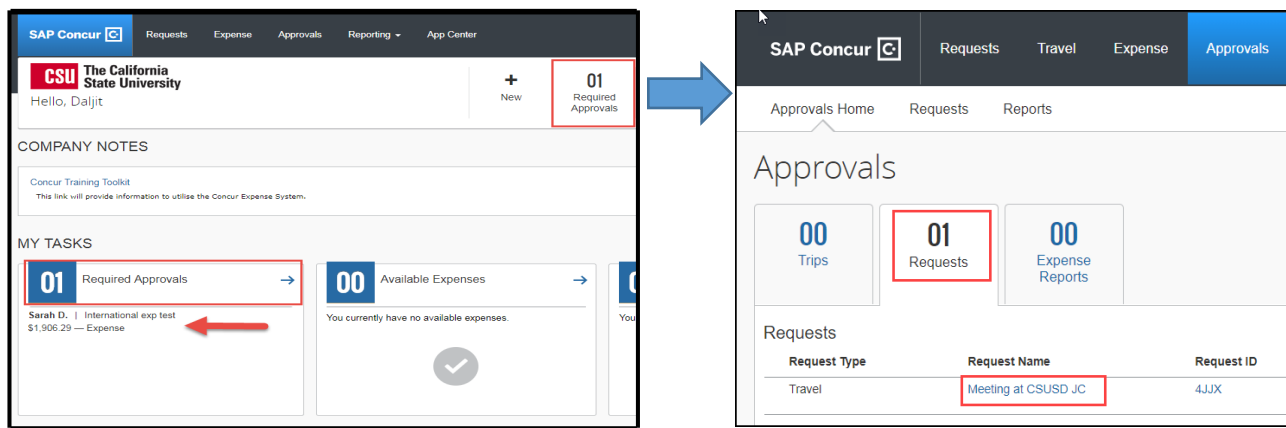 SAP Concur C Requests Expense Approvals Reporting App Center
CSU The California
State University
Hello, Daljit
+
New
01
Required
Approvals
COMPANY NOTES
Concur Training Toolkit
This link will provide information to utilise the Concur Expense System.
MY TASKS
01 Required Approvals →
Sarah D. | International exp test
$1,906.29 — Expense
00 Available Expenses →
You currently have no available expenses.
You
SAP Concur C Requests Travel Expense Approvals
Approvals Home Requests Reports
Approvals
00
Trips
01
Requests
00
Expense
Reports
Requests
Request Type Request Name Request ID
Travel Meeting at CSUSD JC 4JJX